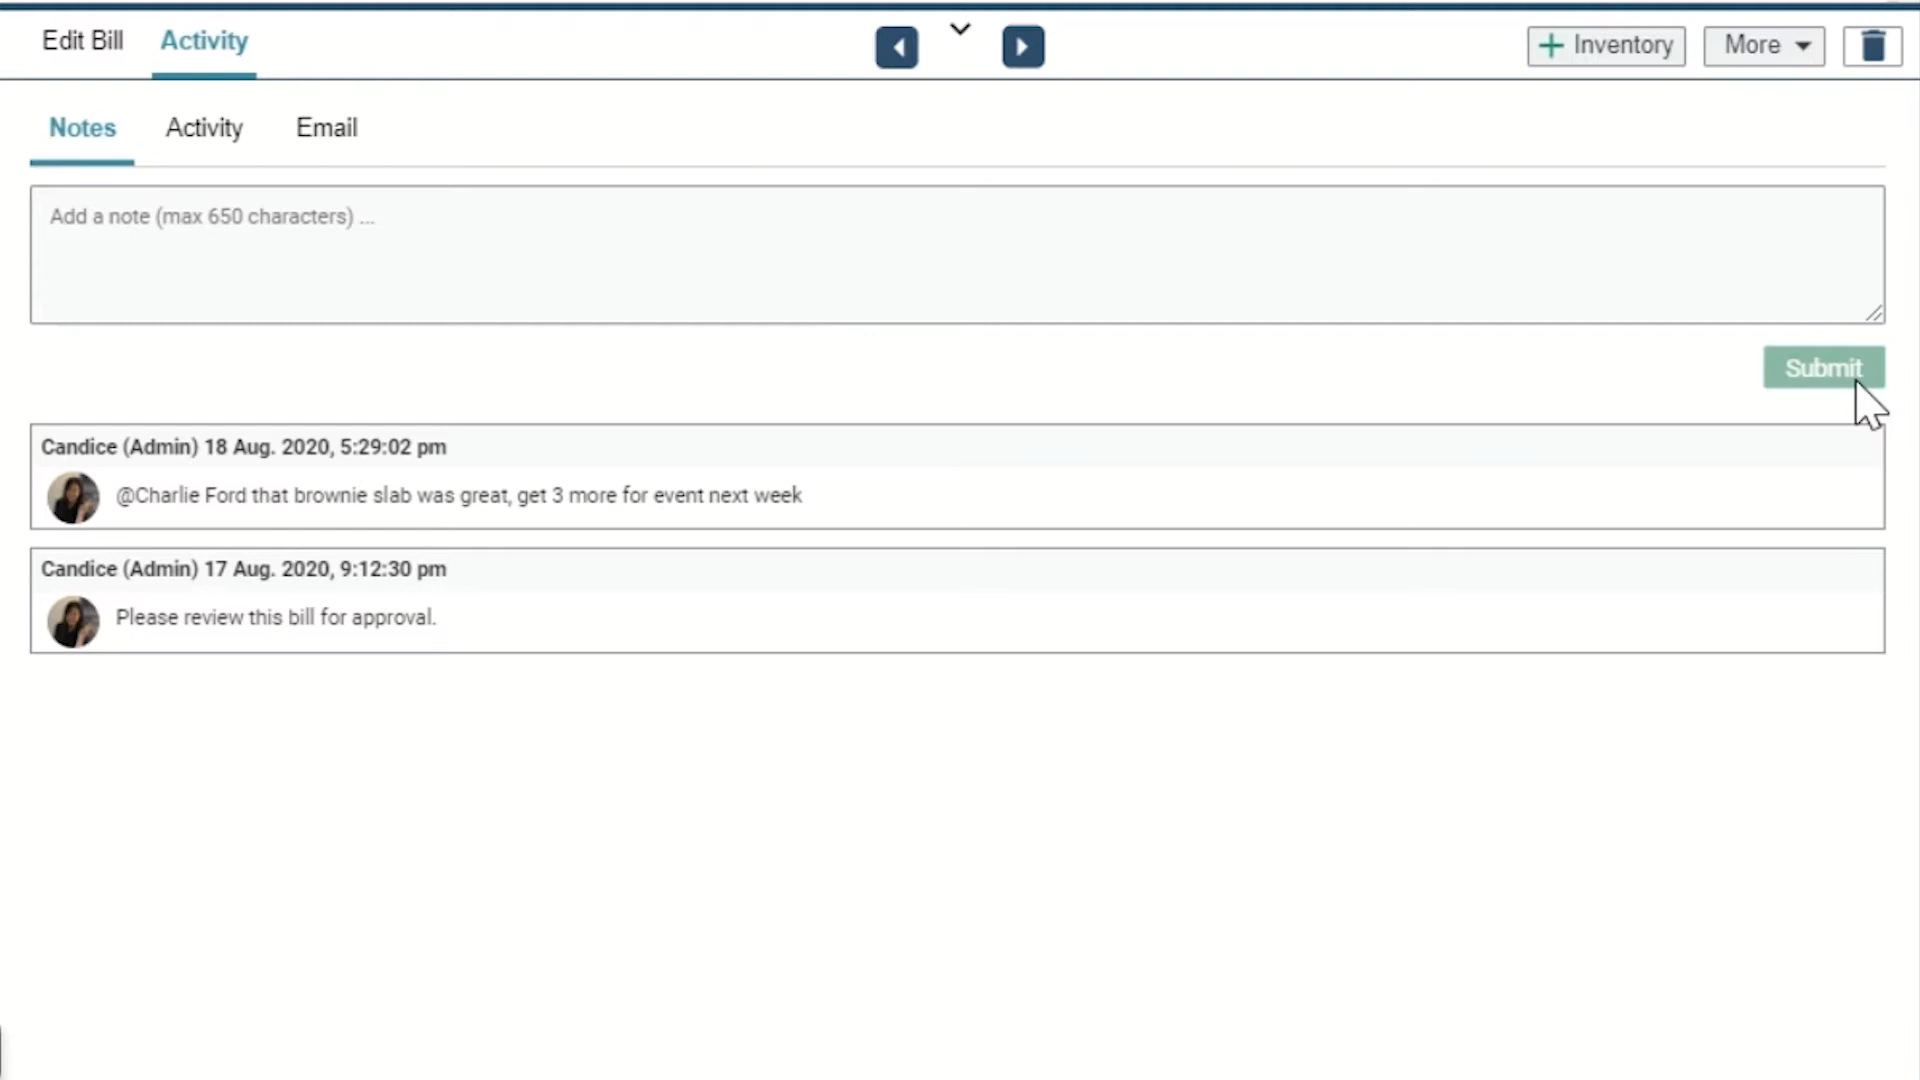 Edit Bill Activity
Inventory More
Notes Activity Email
Add a note (max 650 characters) ...
Submit
Candice (Admin) 18 Aug. 2020, 5:29:02 pm
@Charlie Ford that brownie slab was great, get 3 more for event next week
Candice (Admin) 17 Aug. 2020, 9:12:30 pm
Please review this bill for approval.